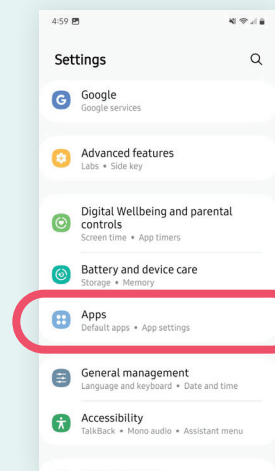 4:59
Settings
Google
Google services
Advanced features
Labs • Side key
Digital Wellbeing and parental
controls
Screen time • App timers
Battery and device care
Storage • Memory
Apps
Default apps • App settings
General management
Language and keyboard • Date and time
Accessibility
TalkBack • Mono audio • Assistant menu